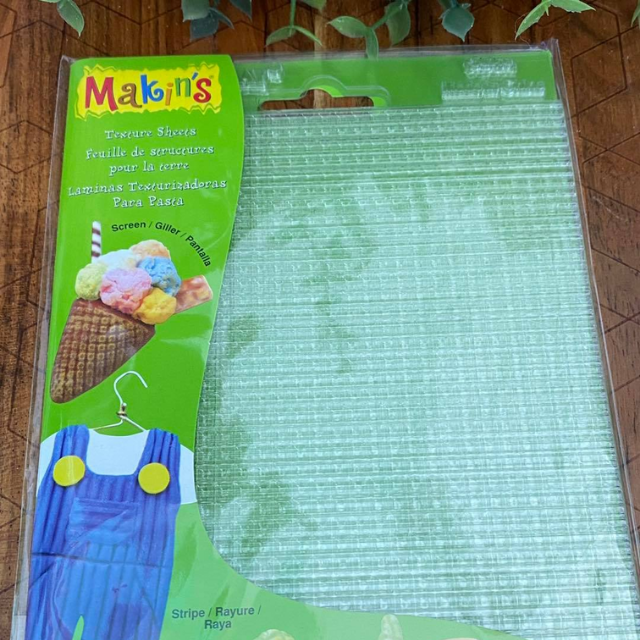 Makin's
Texture Sheets
Feuille de structures
pour la terre
Laminas Texturizadoras
Para Pasta
Screen / Giller / Pantalla
Stripe / Rayure /
Raya